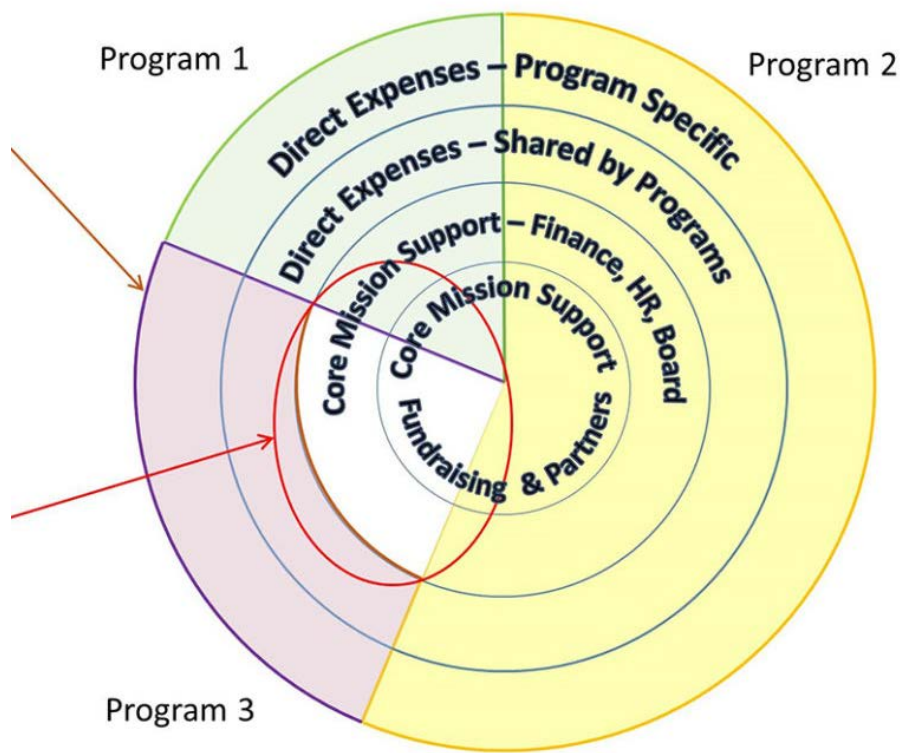 Program 1
Program 2
Direct Expenses – Program Specific
Direct Expenses – Shared by Programs
Core Mission Support – Finance, HR, Board
Core Mission Support
Fundraising & Partners
Program 3